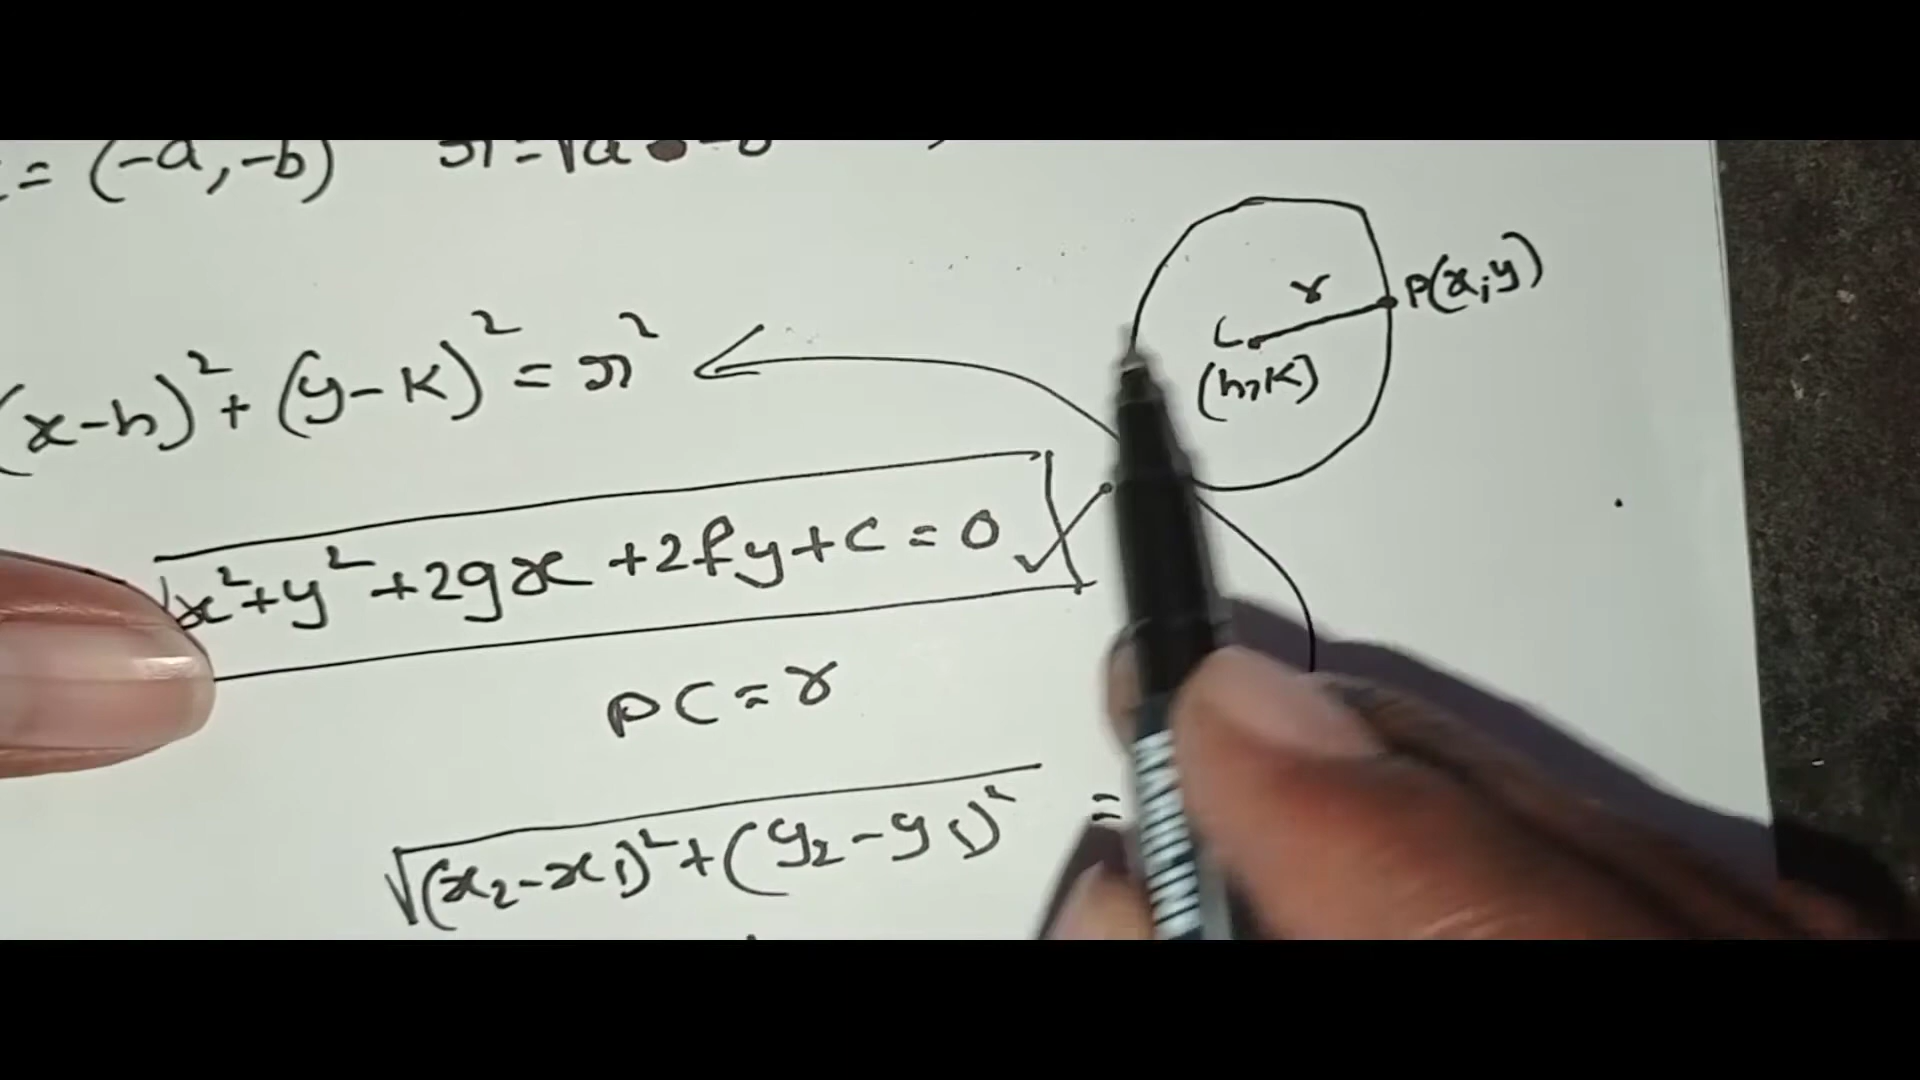 = (-a, -b)
(x-h)² + (y-k)² = r²
r
P(x, y)
C
(h, k)
x² + y² + 2gx + 2fy + c = 0
PC = r
√(x₂-x₁)² + (y₂-y₁)² =